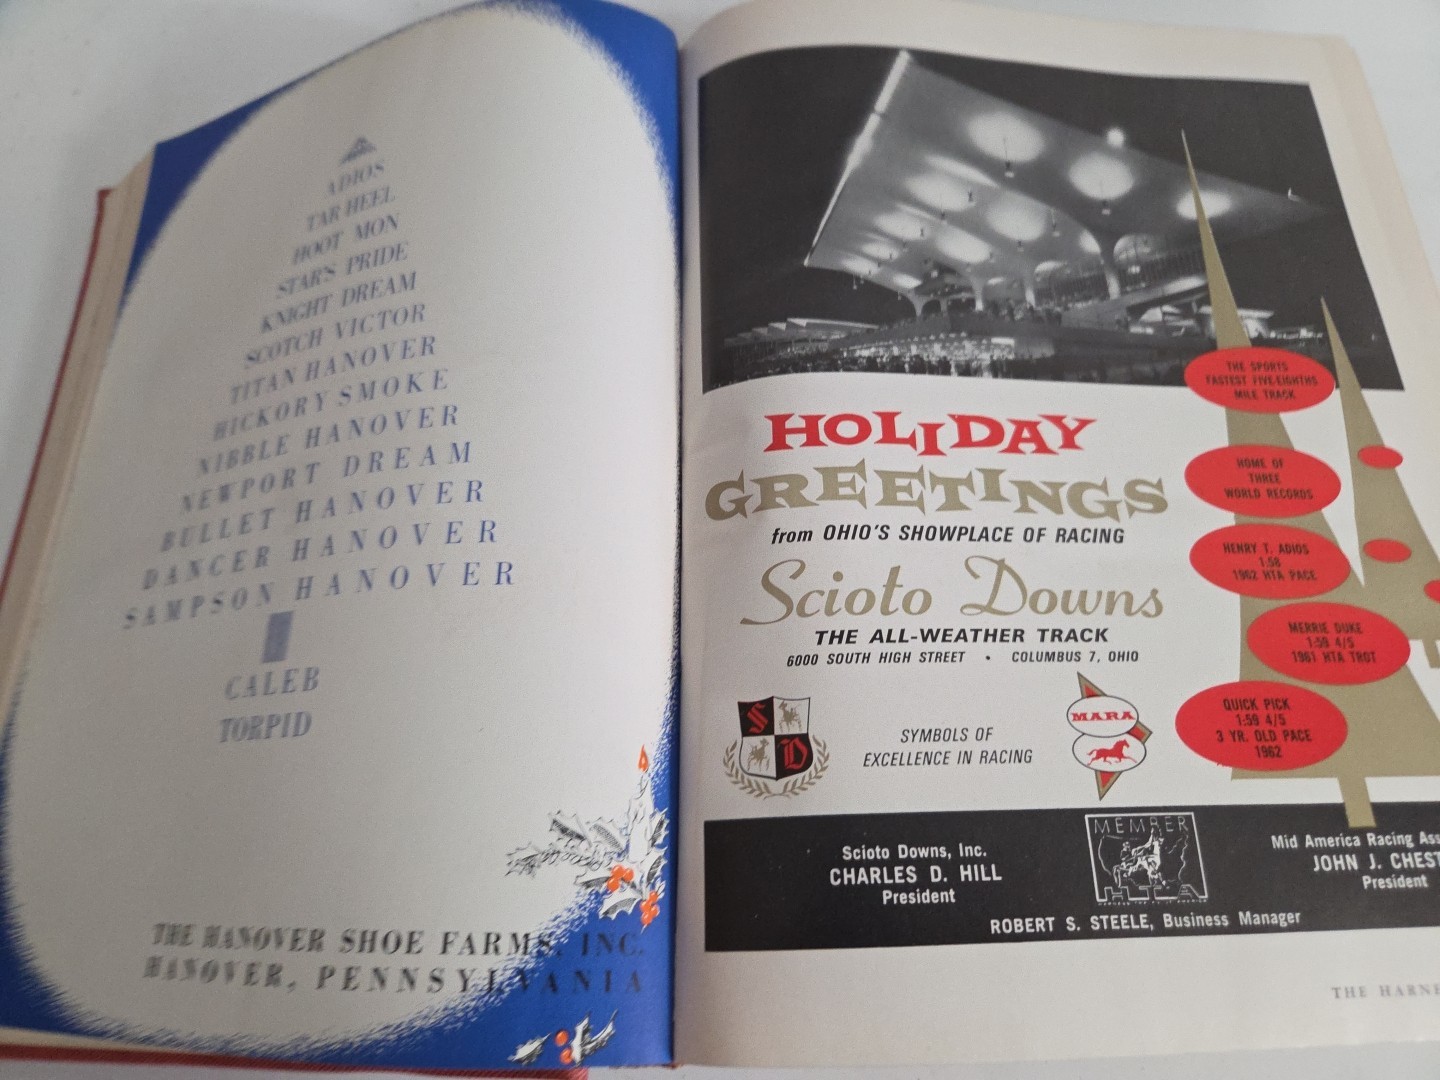 ADIOS
TAR HEEL
HOOT MON
STAR'S PRIDE
KNIGHT DREAM
SCOTCH VICTOR
TITAN HANOVER
HICKORY SMOKE
NIBBLE HANOVER
NEWPORT DREAM
BULLET HANOVER
DANCER HANOVER
SAMPSON HANOVER
CALEB
TORPID
THE HANOVER SHOE FARMS, INC.
HANOVER, PENNSYLVANIA
THE SPORTS
FASTEST FIVE-EIGHTHS
MILE TRACK
HOME OF
THREE
WORLD RECORDS
HENRY T. ADIOS
1:58
1962 HTA PACE
MERRIE DUKE
1:59 4/5
1961 HTA TROT
QUICK PICK
1:59 4/5
3 YR. OLD PACE
1962
HOLIDAY
GREETINGS
from OHIO'S SHOWPLACE OF RACING
Scioto Downs
THE ALL-WEATHER TRACK
6000 SOUTH HIGH STREET • COLUMBUS 7, OHIO
S
D
SYMBOLS OF
EXCELLENCE IN RACING
MARA
Scioto Downs, Inc.
CHARLES D. HILL
President
MEMBER
HTA
Mid America Racing Ass
JOHN J. CHEST
President
ROBERT S. STEELE, Business Manager
THE HARNE